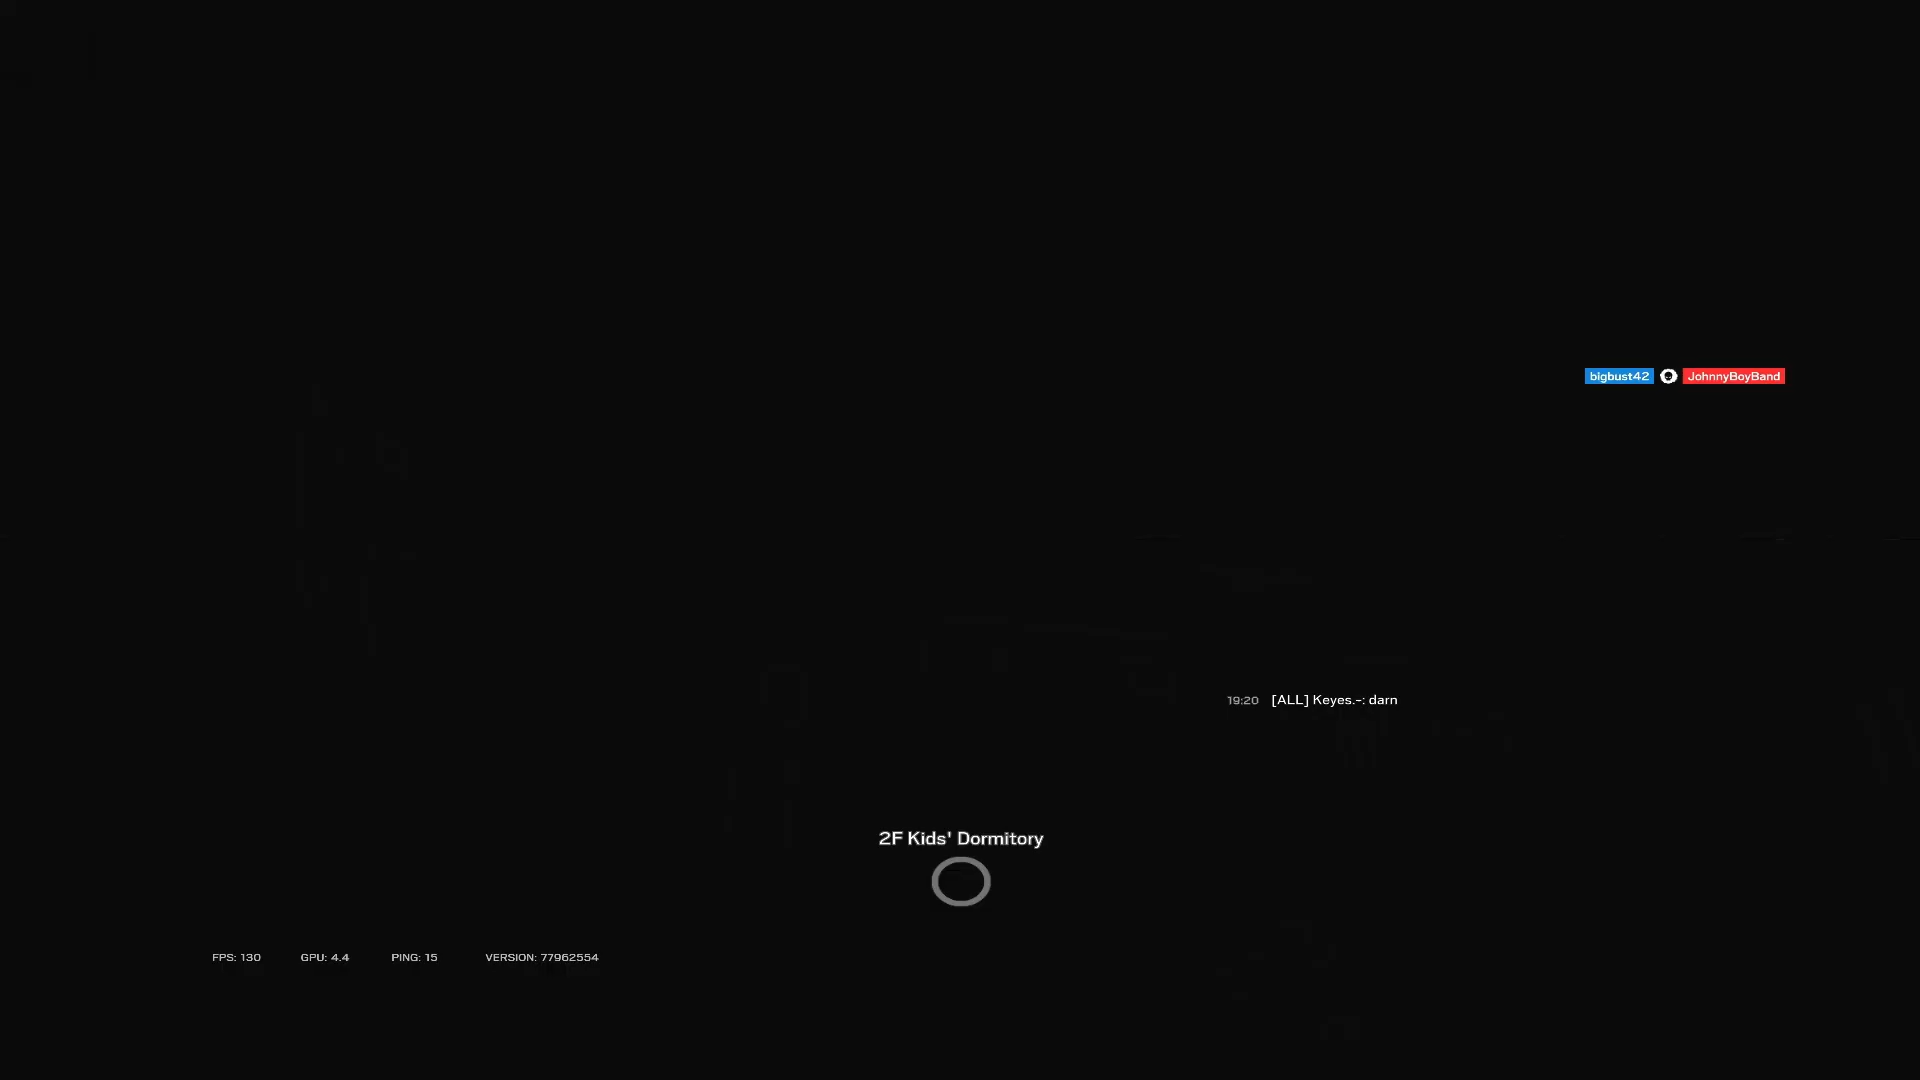 bigbust42 JohnnyBoyBand
19:20 [ALL] Keyes.-: darn
2F Kids' Dormitory
FPS: 130 GPU: 4.4 PING: 15 VERSION: 77962554